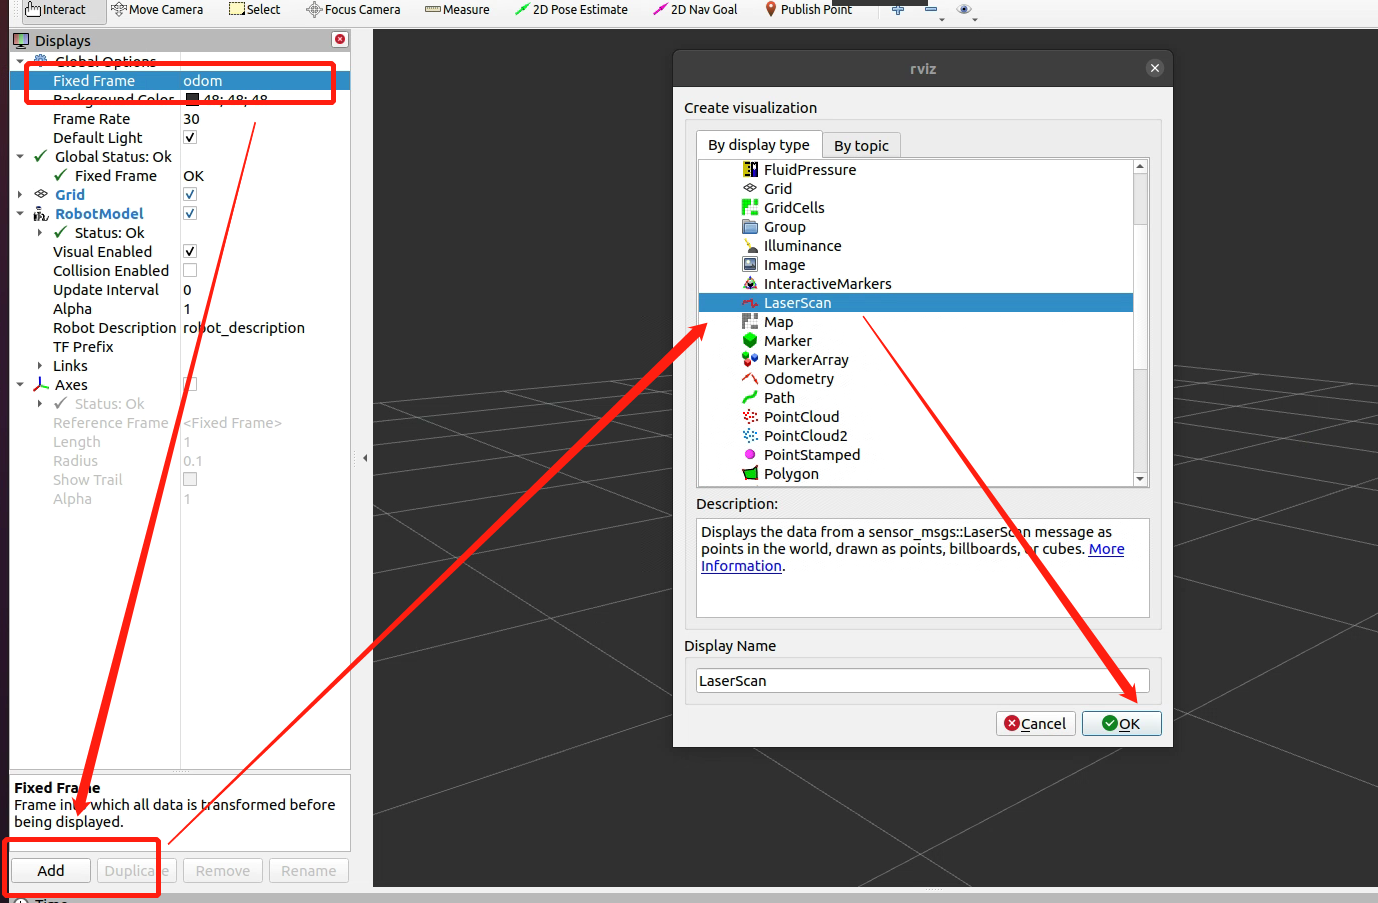 Interact Move Camera Select Focus Camera Measure 2D Pose Estimate 2D Nav Goal Publish Point
Displays
Global Options
Fixed Frame odom
Background Color 48; 48; 48
Frame Rate 30
Default Light
Global Status: Ok
Fixed Frame OK
Grid
RobotModel
Status: Ok
Visual Enabled
Collision Enabled
Update Interval 0
Alpha 1
Robot Description robot_description
TF Prefix
Links
Axes
Status: Ok
Reference Frame <Fixed Frame>
Length 1
Radius 0.1
Show Trail
Alpha 1
Fixed Frame
Frame into which all data is transformed before
being displayed.
Add Duplicate Remove Rename
Time
rviz
Create visualization
By display type By topic
FluidPressure
Grid
GridCells
Group
Illuminance
Image
InteractiveMarkers
LaserScan
Map
Marker
MarkerArray
Odometry
Path
PointCloud
PointCloud2
PointStamped
Polygon
Description:
Displays the data from a sensor_msgs::LaserScan message as
points in the world, drawn as points, billboards, or cubes. More
Information.
Display Name
LaserScan
Cancel OK